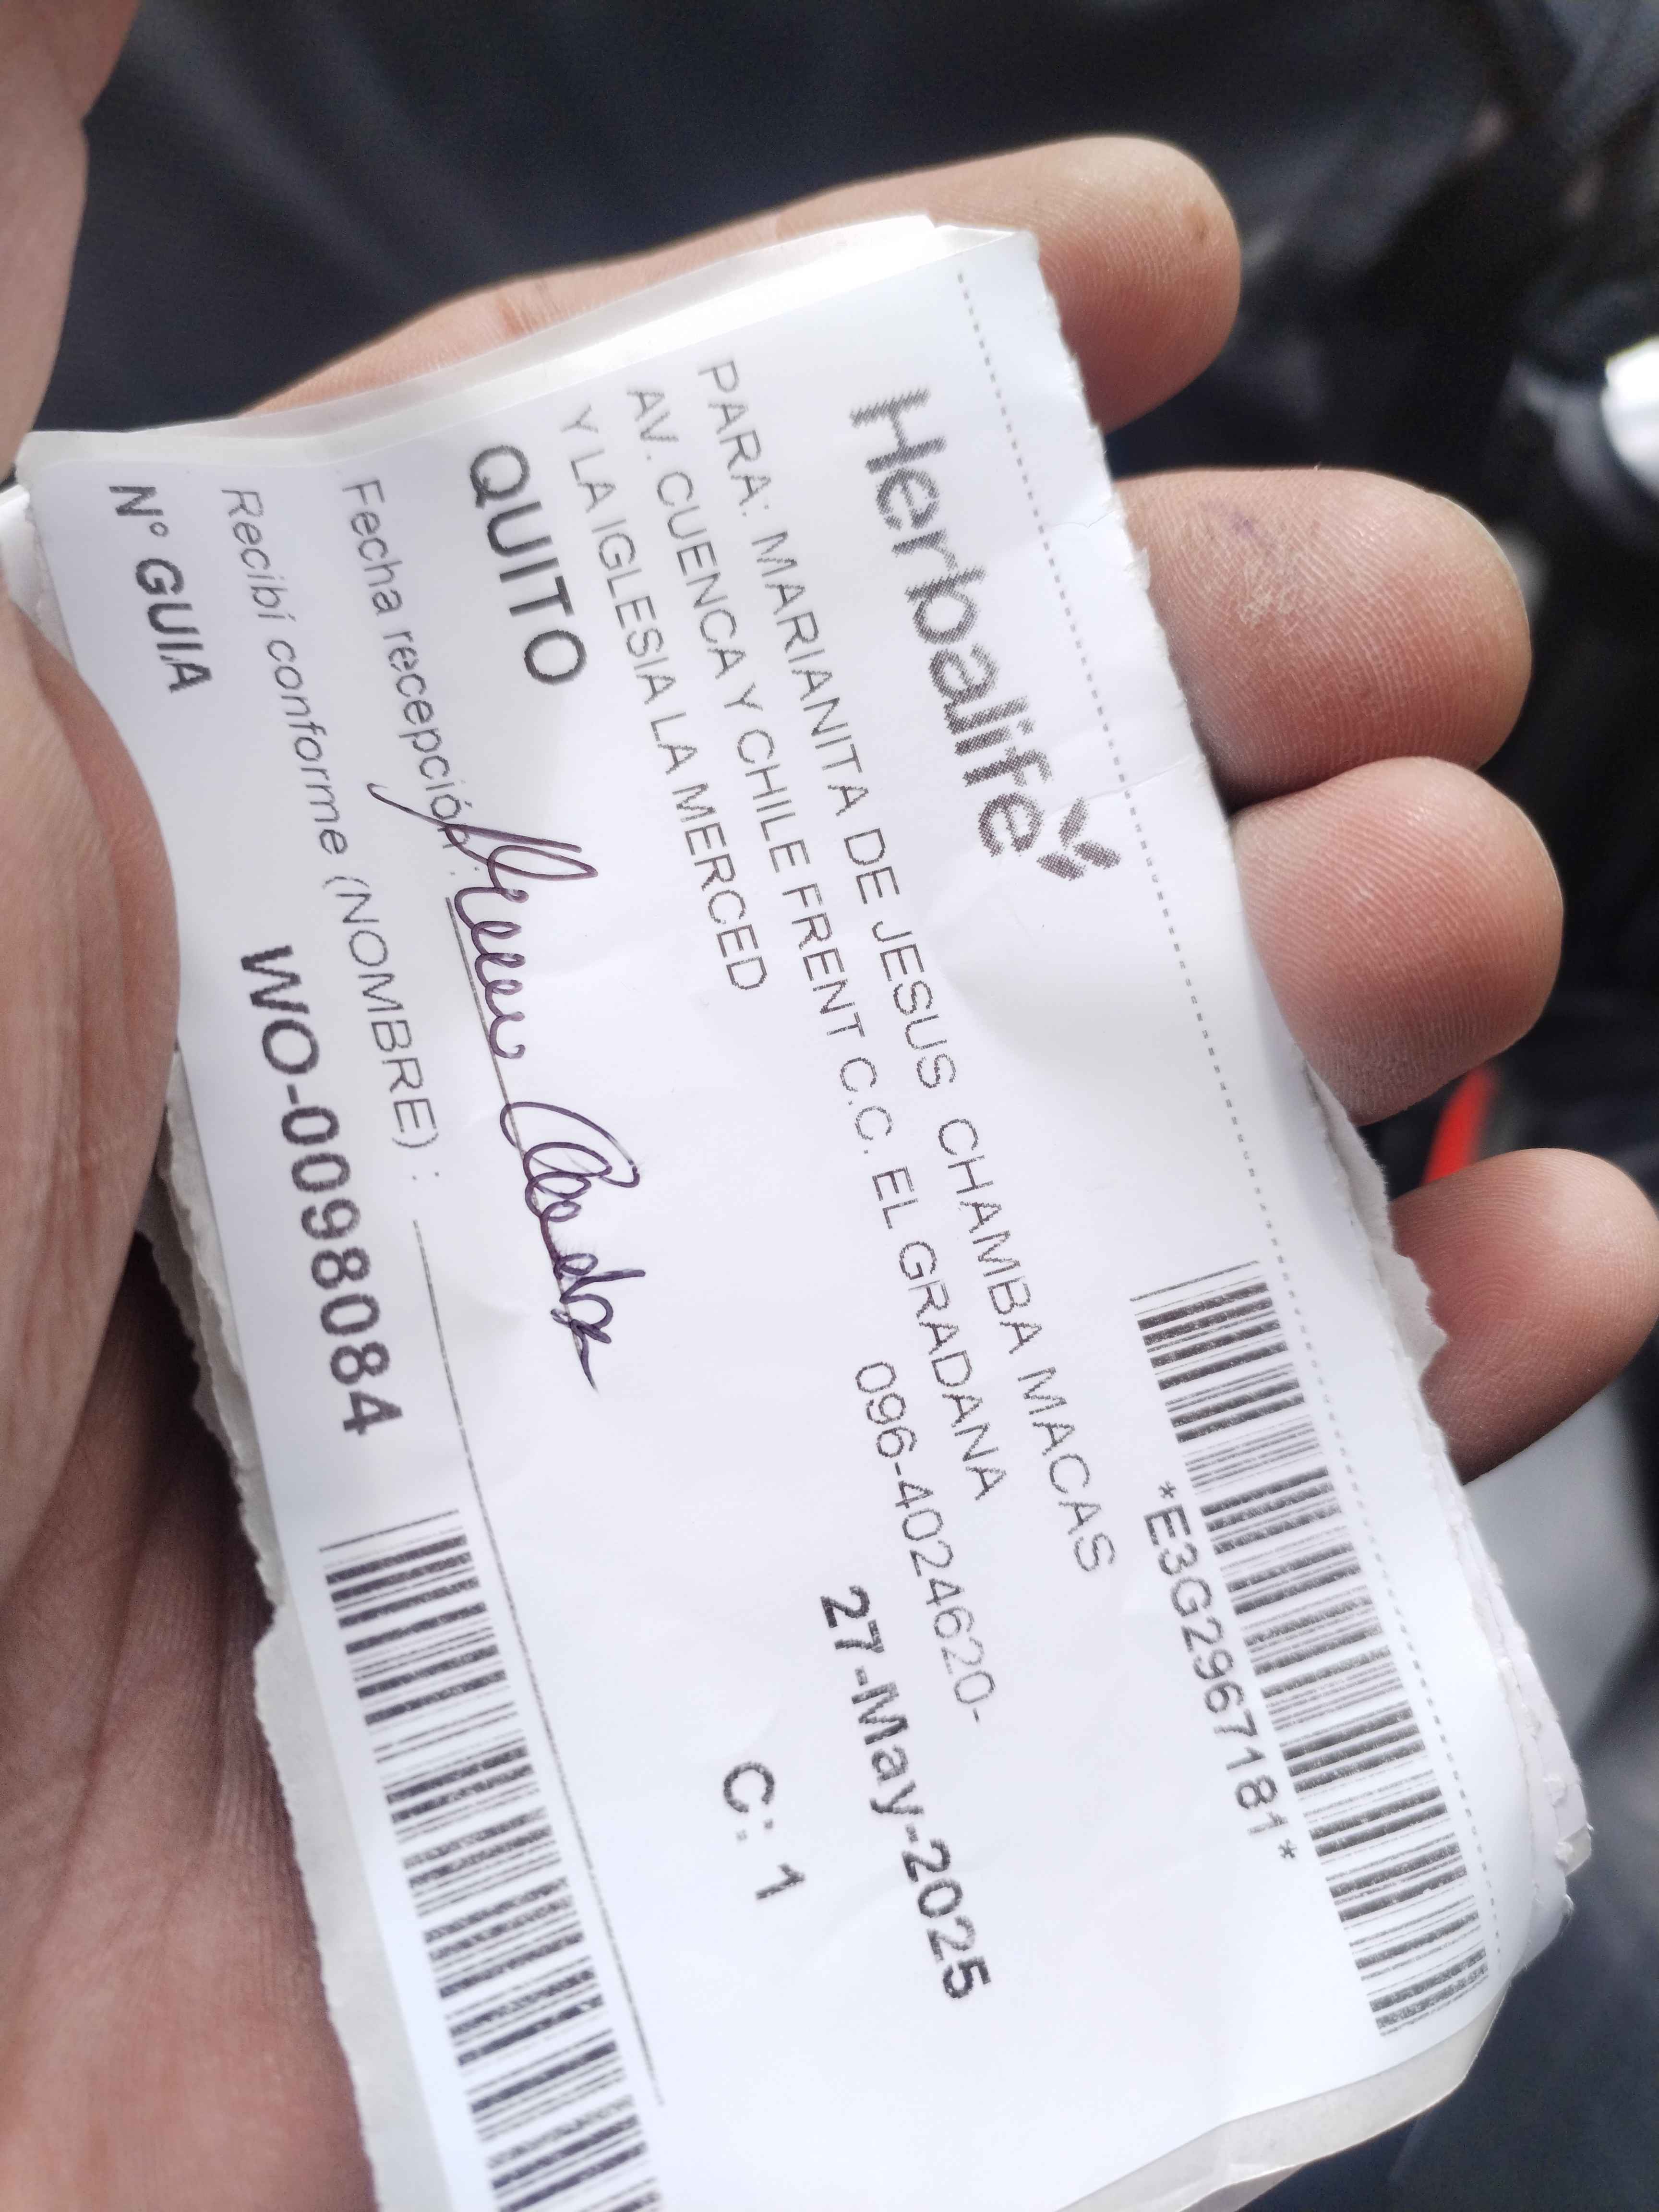 Herbalife
*E3G2967181*
PARA: MARIANITA DE JESUS CHAMBA MACAS
AV. CUENCA Y CHILE FRENT C.C. EL GRADANA
Y LA IGLESIA LA MERCED
096-4024620-
QUITO
27-May-2025
C: 1
Fecha recepción:
Recibí conforme (NOMBRE) :
N° GUIA WO-0098084